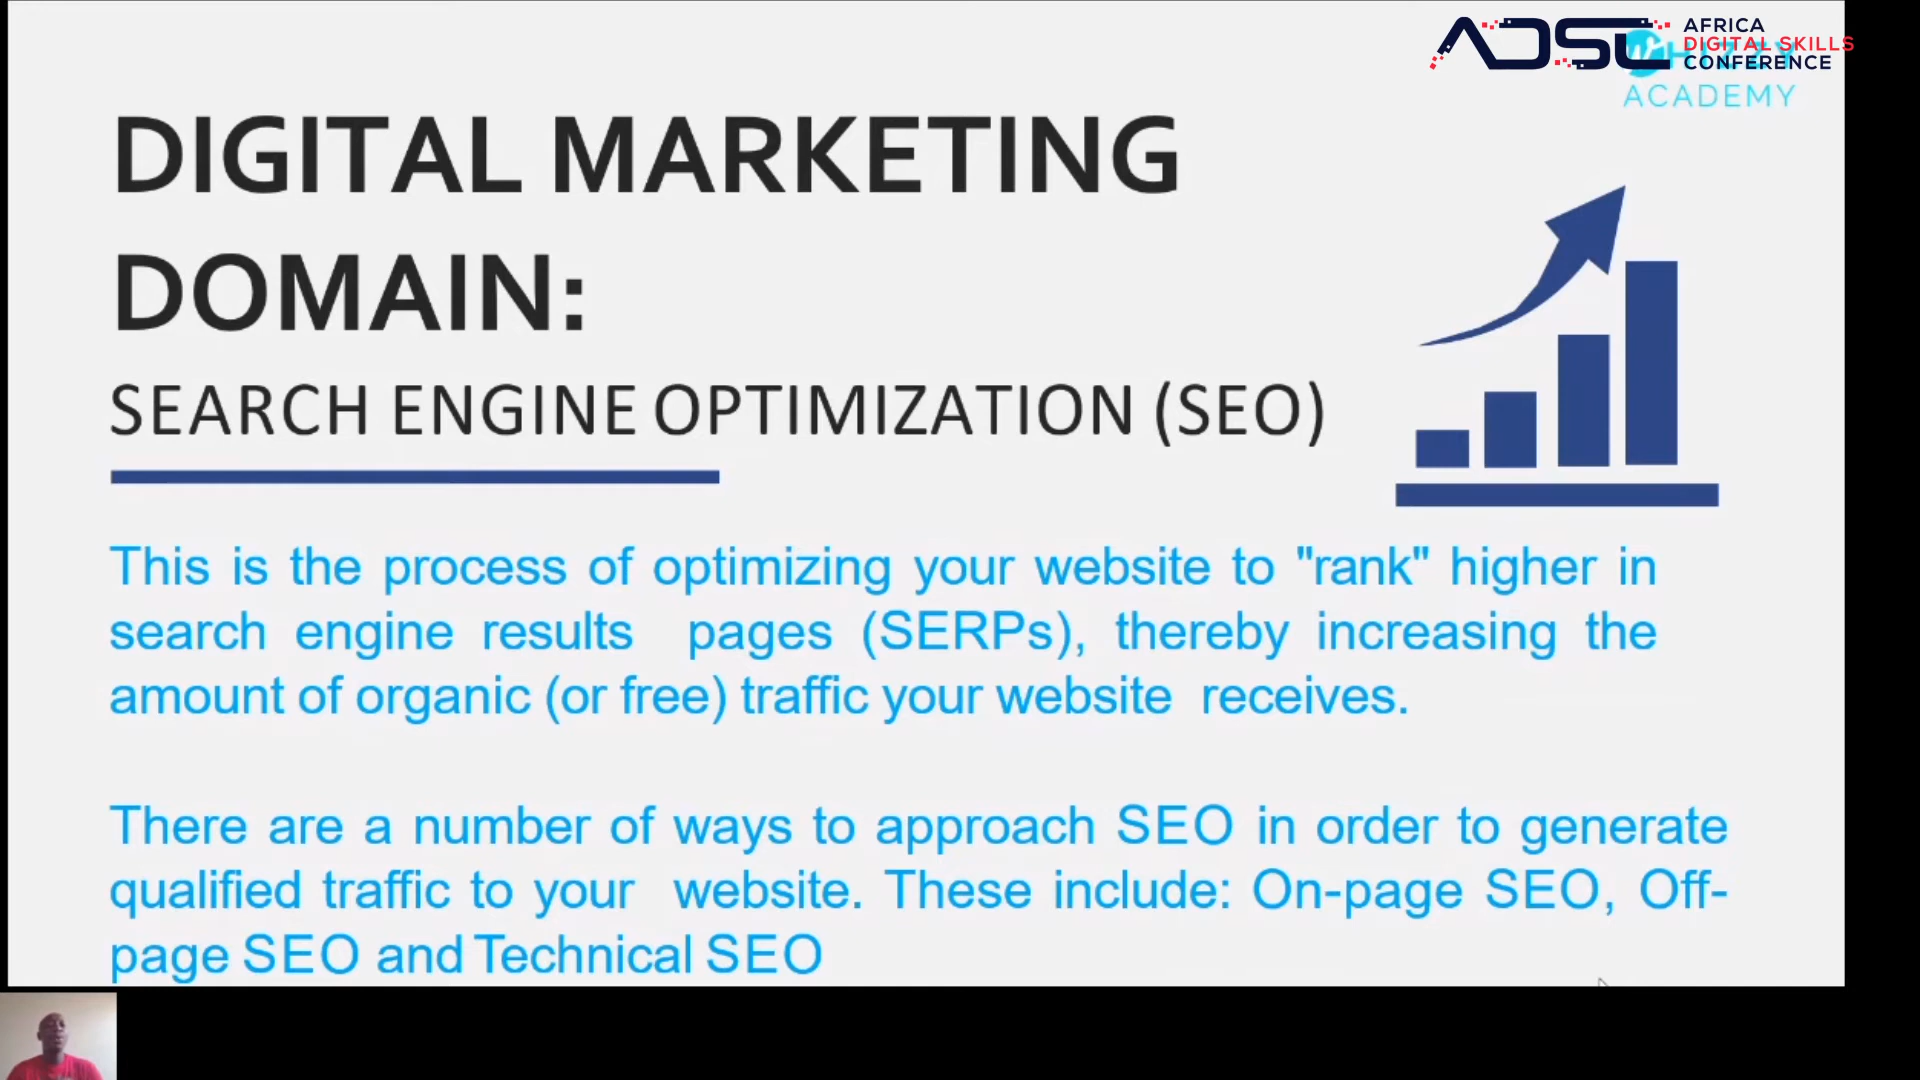 AFRICA
DIGITAL SKILLS
CONFERENCE
ACADEMY
DIGITAL MARKETING
DOMAIN:
SEARCH ENGINE OPTIMIZATION (SEO)
This is the process of optimizing your website to "rank" higher in
search engine results pages (SERPs), thereby increasing the
amount of organic (or free) traffic your website receives.
There are a number of ways to approach SEO in order to generate
qualified traffic to your website. These include: On-page SEO, Off-
page SEO and Technical SEO